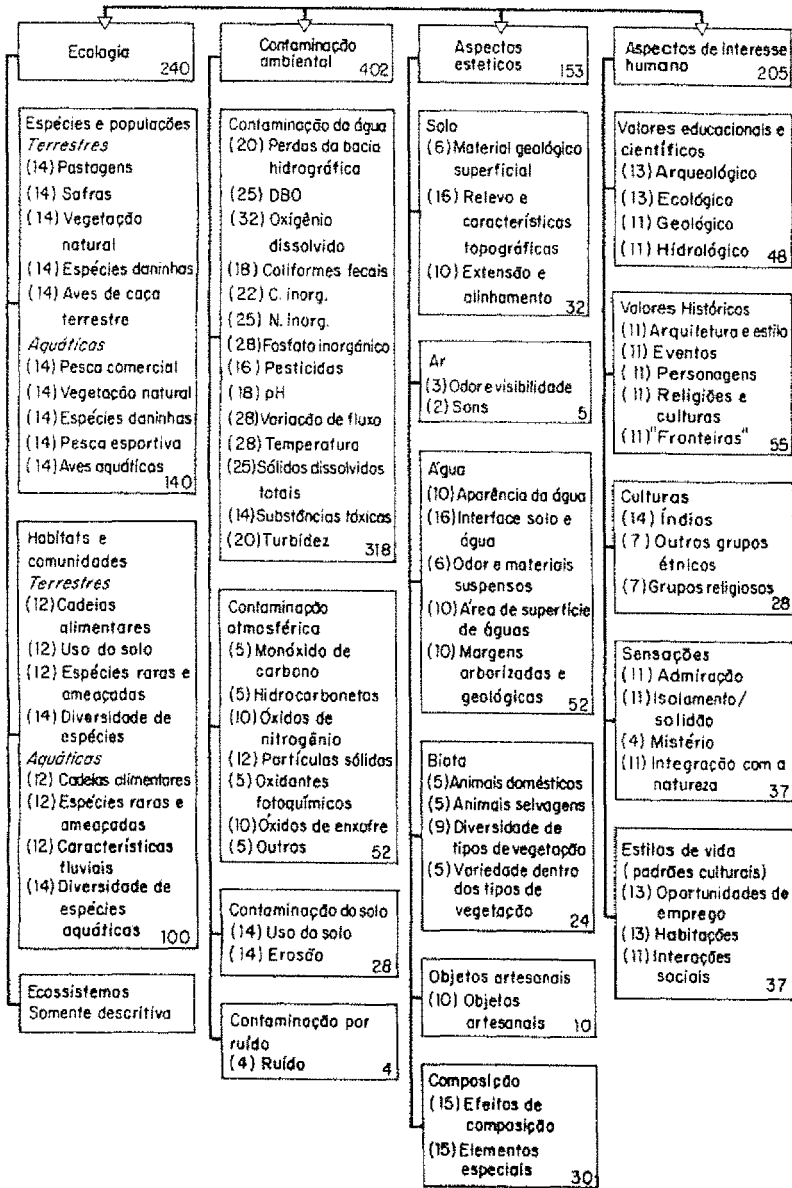 Ecologia
240
Espécies e populações
Terrestres
(14) Pastagens
(14) Safras
(14) Vegetação
natural
(14) Espécies daninhas
(14) Aves de caça
terrestre
Aquáticas
(14) Pesca comercial
(14) Vegetação natural
(14) Espécies daninhas
(14) Pesca esportiva
(14) Aves aquáticas
140
Habitats e
comunidades
Terrestres
(12) Cadeias
alimentares
(12) Uso do solo
(12) Espécies raras e
ameaçadas
(14) Diversidade de
espécies
Aquáticas
(12) Cadeias alimentares
(12) Espécies raras e
ameaçadas
(12) Características
fluviais
(14) Diversidade de
espécies
aquáticas
100
Ecossistemas
Somente descritiva
Contaminação
ambiental
402
Contaminação da água
(20) Perdas da bacia
hidrográfica
(25) DBO
(32) Oxigênio
dissolvido
(18) Coliformes fecais
(22) C. inorg.
(25) N. inorg.
(28) Fosfato inorgânico
(16) Pesticidas
(18) pH
(28) Variação de fluxo
(28) Temperatura
(25) Sólidos dissolvidos
totais
(14) Substâncias tóxicas
(20) Turbidez
318
Contaminação
atmosférica
(5) Monóxido de
carbono
(5) Hidrocarbonetos
(10) Óxidos de
nitrogênio
(12) Partículas sólidas
(5) Oxidantes
fotoquímicos
(10) Óxidos de enxofre
(5) Outros
52
Contaminação do solo
(14) Uso do solo
(14) Erosão
28
Contaminação por
ruído
(4) Ruído
4
Aspectos
esteticos
153
Solo
(6) Material geológico
superficial
(16) Relevo e
características
topográficas
(10) Extensão e
alinhamento
32
Ar
(3) Odor e visibilidade
(2) Sons
5
Água
(10) Aparência da água
(16) Interface solo e
água
(6) Odor e materiais
suspensos
(10) Área de superfície
de águas
(10) Margens
arborizadas e
geológicas
52
Biota
(5) Animais domésticos
(5) Animais selvagens
(9) Diversidade de
tipos de vegetação
(5) Variedade dentro
dos tipos de
vegetação
24
Objetos artesanais
(10) Objetos
artesanais
10
Composição
(15) Efeitos de
composição
(15) Elementos
especiais
30
Aspectos de interesse
humano
205
Valores educacionais e
científicos
(13) Arqueológico
(13) Ecológico
(11) Geológico
(11) Hidrológico
48
Valores Históricos
(11) Arquitetura e estilo
(11) Eventos
(11) Personagens
(11) Religiões e
culturas
(11) "Fronteiras"
55
Culturas
(14) Índios
(7) Outros grupos
étnicos
(7) Grupos religiosos
28
Sensações
(11) Admiração
(11) Isolamento/
solidão
(4) Mistério
(11) Integração com a
natureza
37
Estilos de vida
(padrões culturais)
(13) Oportunidades de
emprego
(13) Habitações
(11) Interações
sociais
37